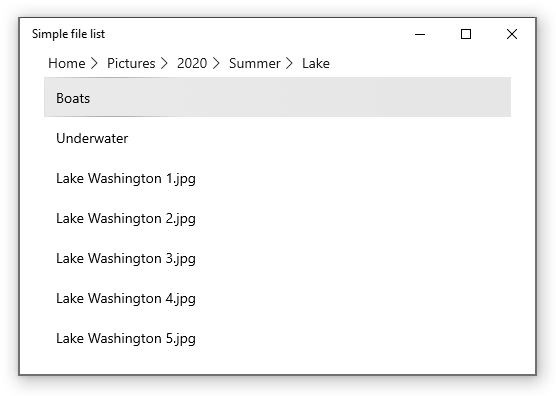 Simple file list
Home > Pictures > 2020 > Summer > Lake
Boats
Underwater
Lake Washington 1.jpg
Lake Washington 2.jpg
Lake Washington 3.jpg
Lake Washington 4.jpg
Lake Washington 5.jpg